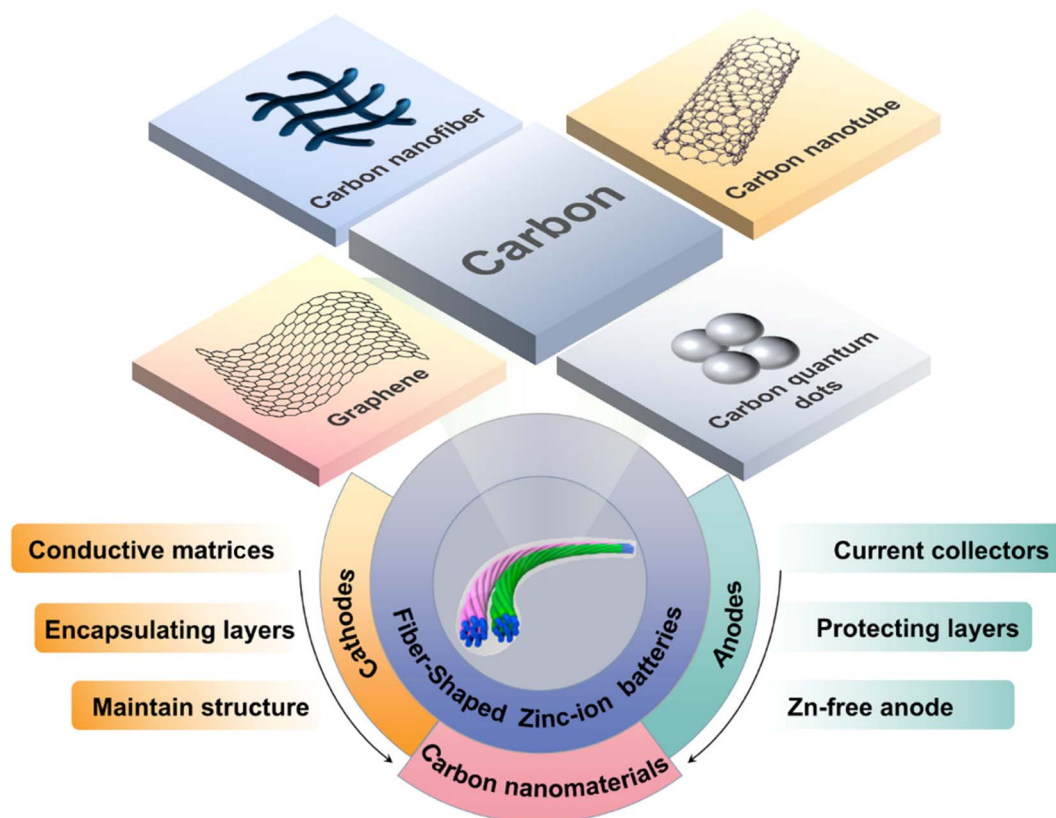 Carbon nanofiber
Carbon nanotube
Carbon
Graphene
Carbon quantum
dots
Conductive matrices
Encapsulating layers
Maintain structure
Cathodes
Fiber-Shaped Zinc-ion batteries
Anodes
Carbon nanomaterials
Current collectors
Protecting layers
Zn-free anode